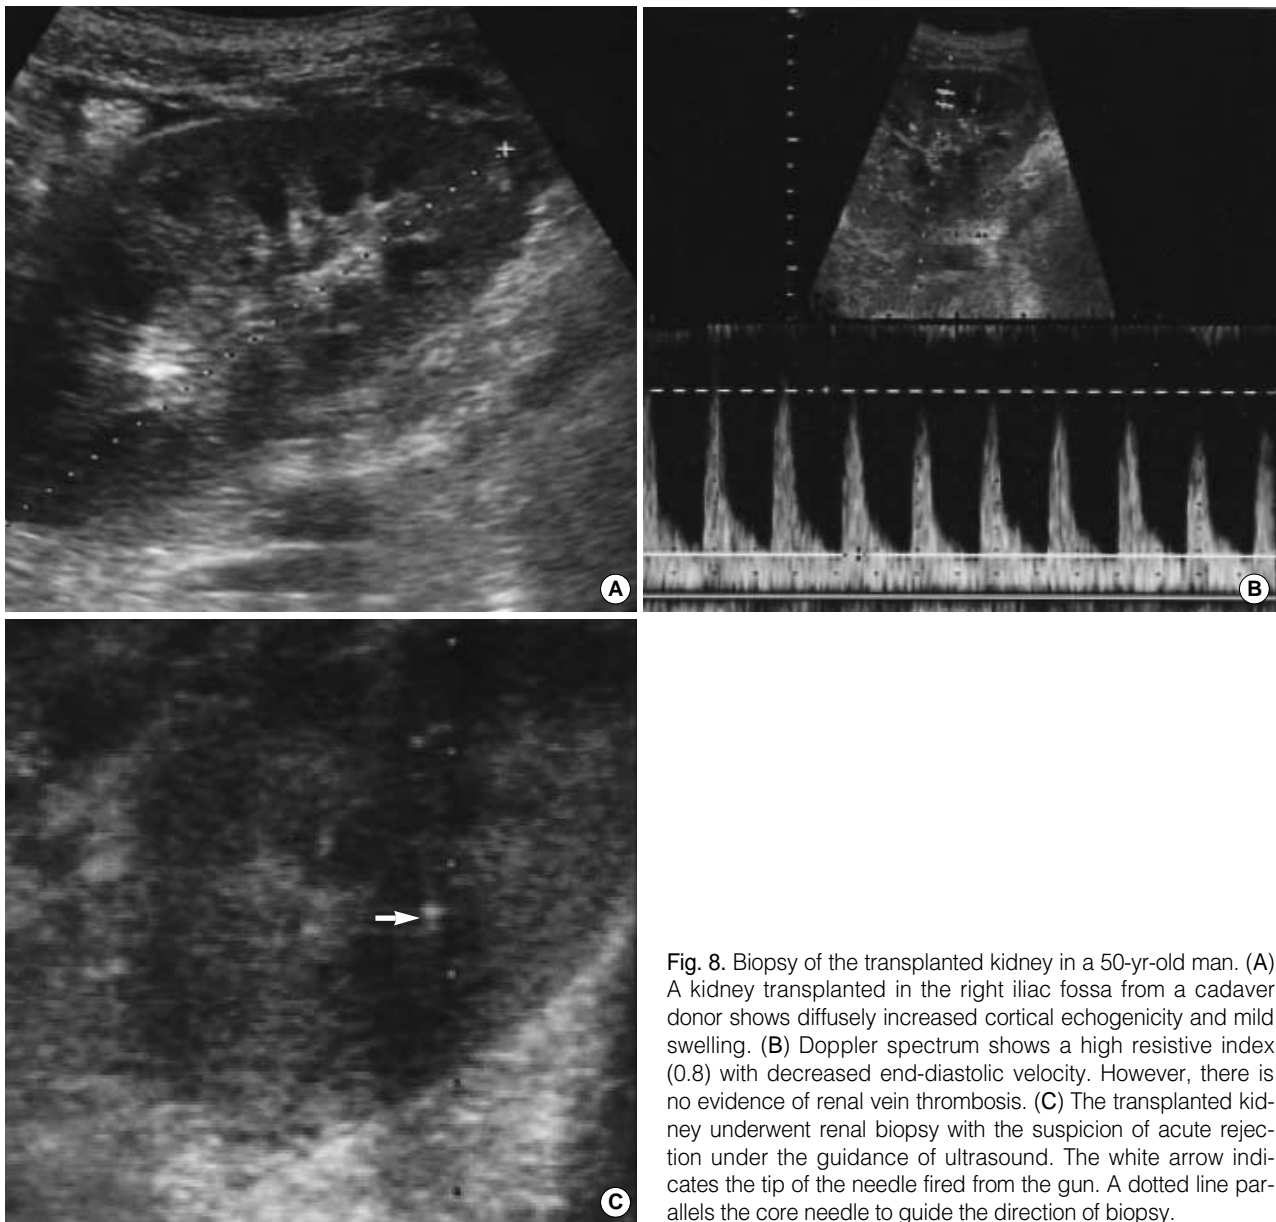 A
B
C
Fig. 8. Biopsy of the transplanted kidney in a 50-yr-old man. (A)
A kidney transplanted in the right iliac fossa from a cadaver
donor shows diffusely increased cortical echogenicity and mild
swelling. (B) Doppler spectrum shows a high resistive index
(0.8) with decreased end-diastolic velocity. However, there is
no evidence of renal vein thrombosis. (C) The transplanted kid-
ney underwent renal biopsy with the suspicion of acute rejec-
tion under the guidance of ultrasound. The white arrow indi-
cates the tip of the needle fired from the gun. A dotted line par-
allels the core needle to guide the direction of biopsy.